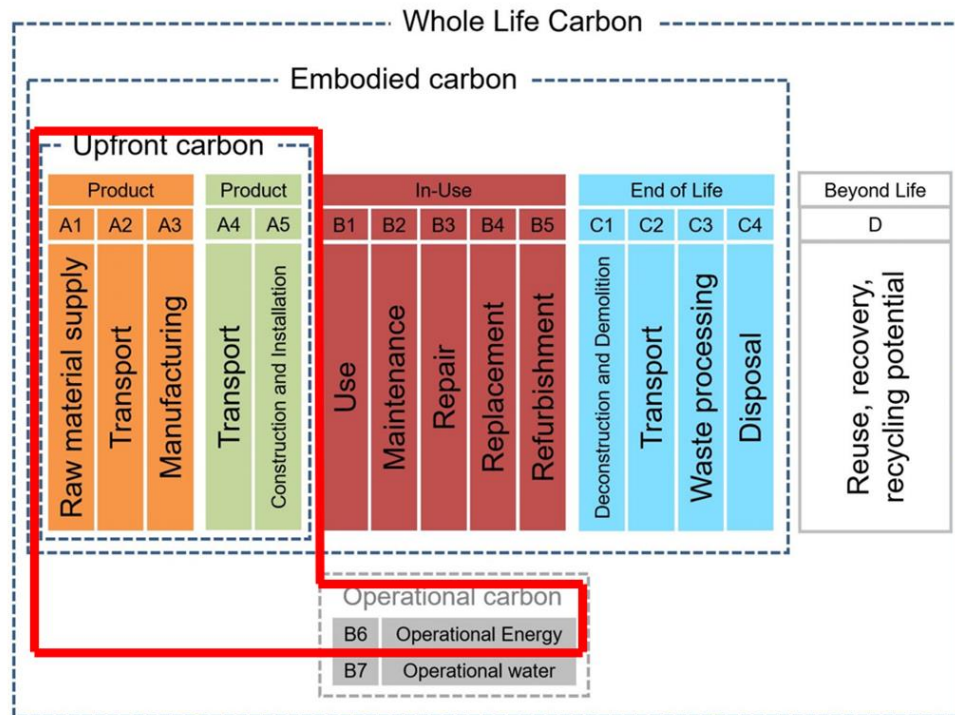 Whole Life Carbon
Embodied carbon
Upfront carbon
Product
Product
In-Use
End of Life
Beyond Life
A1 A2 A3 A4 A5 B1 B2 B3 B4 B5 C1 C2 C3 C4 D
Raw material supply
Transport
Manufacturing
Transport
Construction and Installation
Use
Maintenance
Repair
Replacement
Refurbishment
Deconstruction and Demolition
Transport
Waste processing
Disposal
Reuse, recovery,
recycling potential
Operational carbon
B6 Operational Energy
B7 Operational water